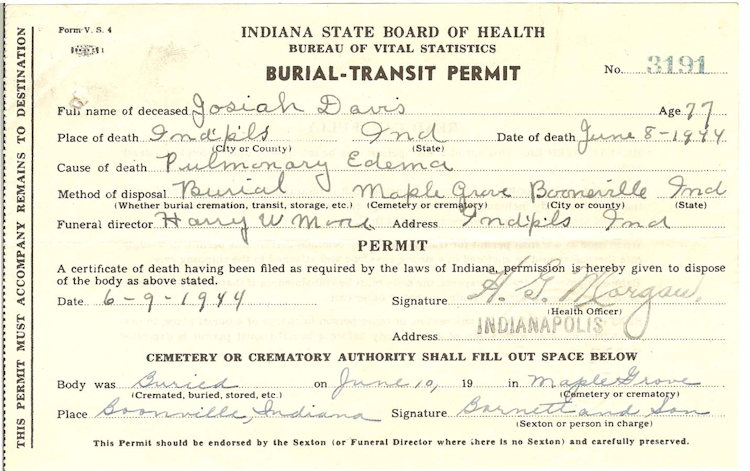 THIS PERMIT MUST ACCOMPANY REMAINS TO DESTINATION
Form V. S. 4
INDIANA STATE BOARD OF HEALTH
BUREAU OF VITAL STATISTICS
BURIAL-TRANSIT PERMIT
No. 3191
Full name of deceased Josiah Davis Age 77
Place of death Ind'pls Ind Date of death June 8-1944
(City or County) (State)
Cause of death Pulmonary Edema
Method of disposal Burial Maple Grove Booneville Ind
(Whether burial cremation, transit, storage, etc.) (Cemetery or crematory) (City or county) (State)
Funeral director Harry W Moore Address Ind'pls Ind
PERMIT
A certificate of death having been filed as required by the laws of Indiana, permission is hereby given to dispose
of the body as above stated.
Date 6-9-1944 Signature H. G. Morgan
(Health Officer)
Address INDIANAPOLIS
CEMETERY OR CREMATORY AUTHORITY SHALL FILL OUT SPACE BELOW
Body was Buried on June 10, 19 in Maple Grove
(Cremated, buried, stored, etc.) (Cemetery or crematory)
Place Boonville, Indiana Signature Barnett and Son
(Sexton or person in charge)
This Permit should be endorsed by the Sexton (or Funeral Director where there is no Sexton) and carefully preserved.